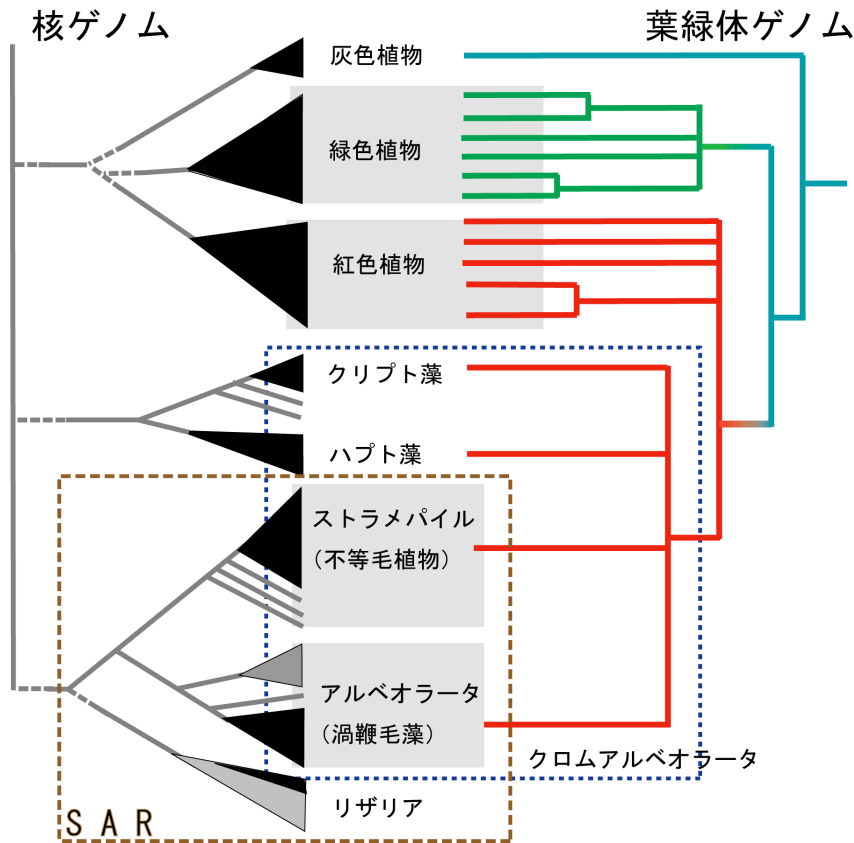 核ゲノム
葉緑体ゲノム
灰色植物
緑色植物
紅色植物
クリプト藻
ハプト藻
ストラメパイル
(不等毛植物)
アルベオラータ
(渦鞭毛藻)
クロムアルベオラータ
リザリア
SAR